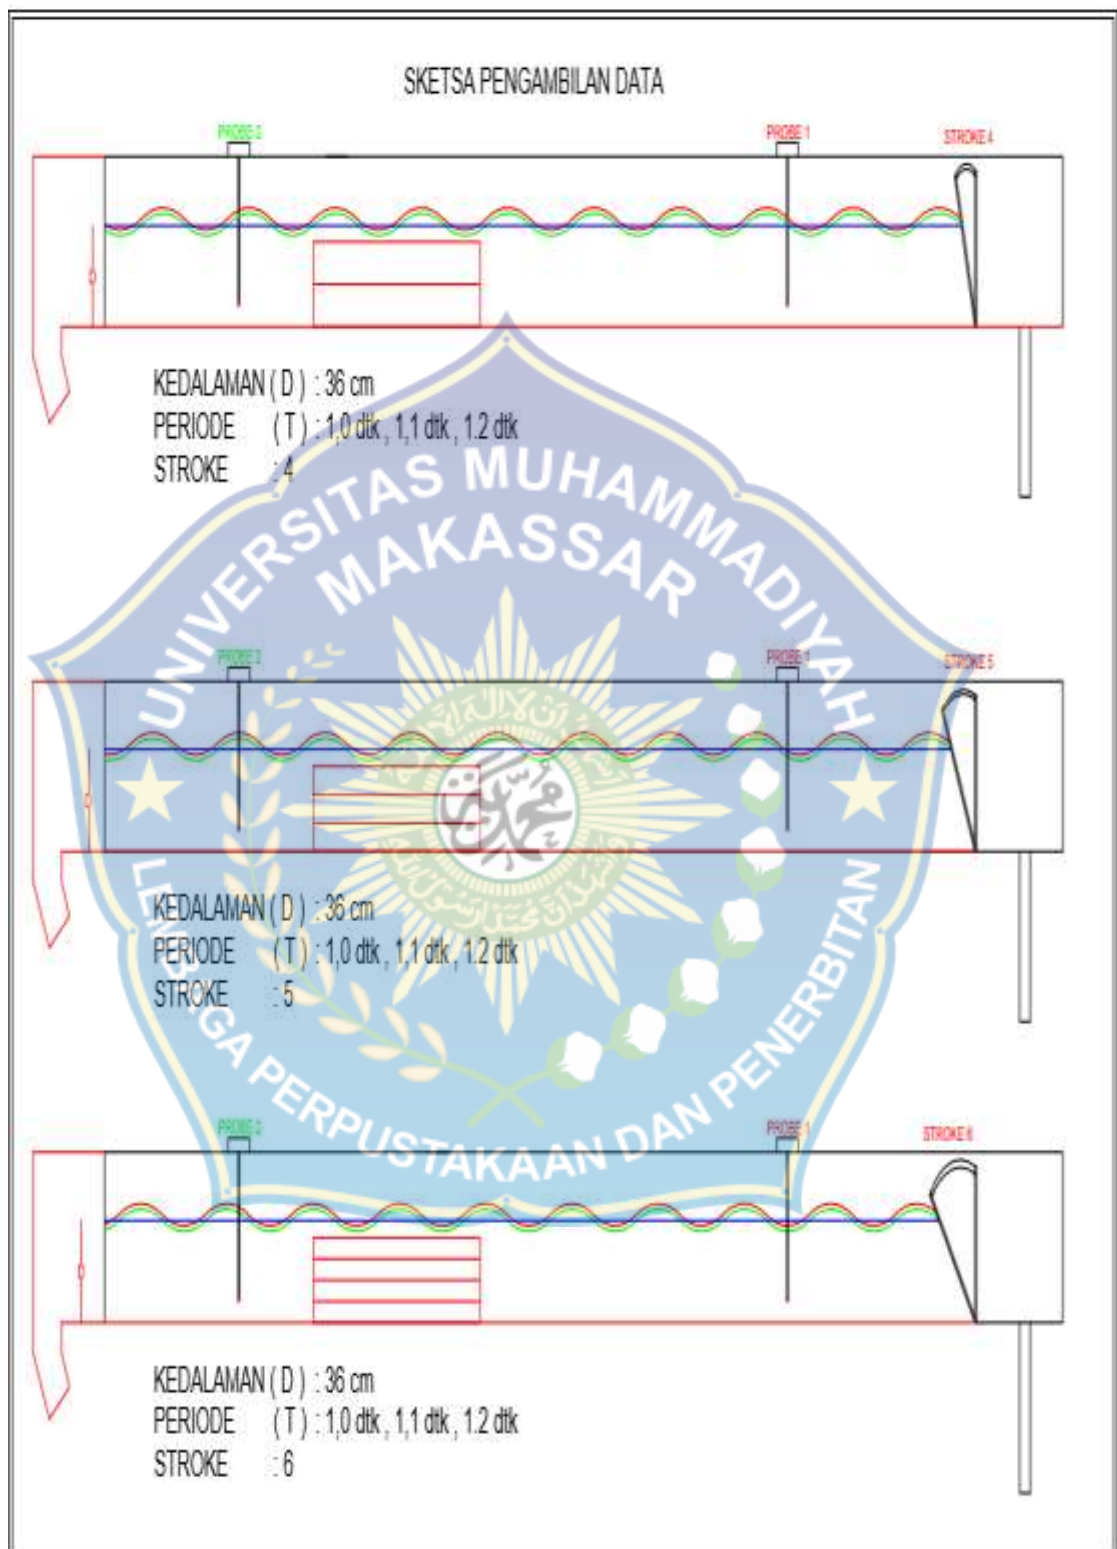 SKETSA PENGAMBILAN DATA
PROBE 2
PROBE 1
STROKE 4
D
KEDALAMAN ( D ) : 36 cm
PERIODE ( T ) : 1,0 dtk , 1,1 dtk , 1.2 dtk
STROKE : 4
UNIVERSITAS MUHAMMADIYAH
MAKASSAR
PROBE 2
PROBE 1
STROKE 5
D
KEDALAMAN ( D ) : 36 cm
PERIODE ( T ) : 1,0 dtk , 1,1 dtk , 1.2 dtk
STROKE : 5
LEMBAGA PERPUSTAKAAN DAN PENERBITAN
PROBE 2
PROBE 1
STROKE 6
D
KEDALAMAN ( D ) : 36 cm
PERIODE ( T ) : 1,0 dtk , 1,1 dtk , 1.2 dtk
STROKE : 6